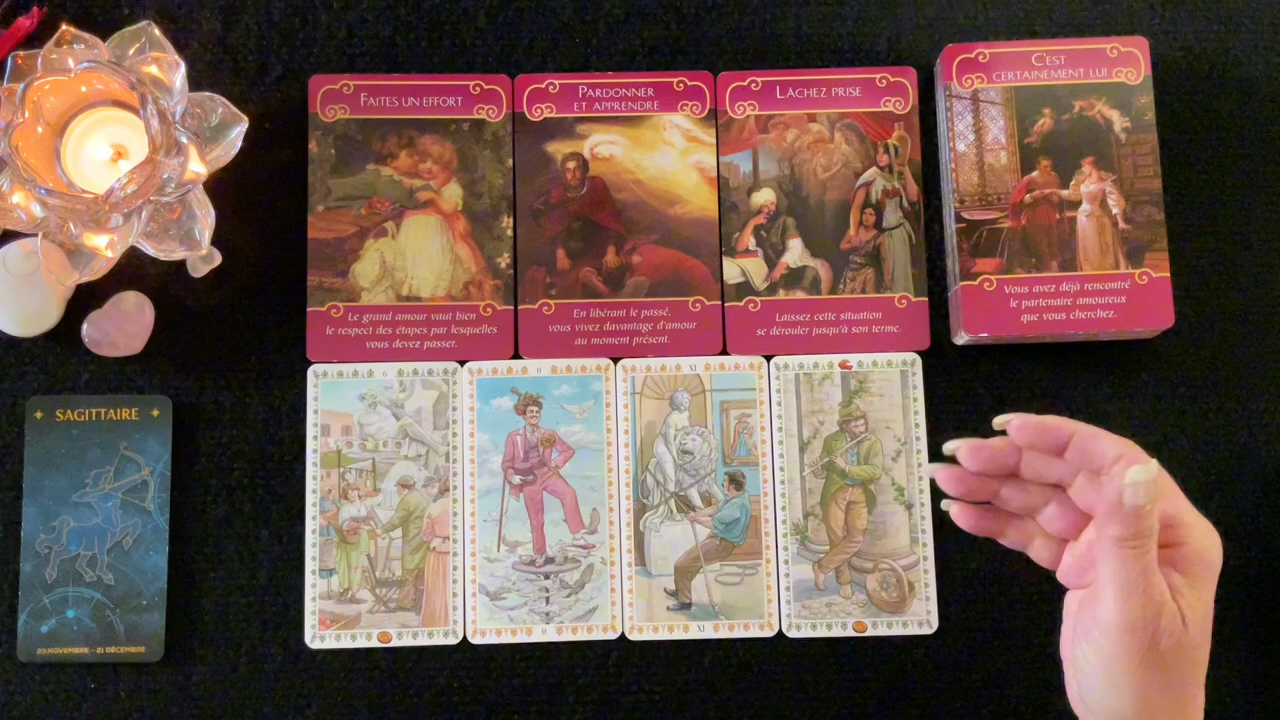 FAITES UN EFFORT
Le grand amour vaut bien
le respect des étapes par lesquelles
vous devez passer.
PARDONNER
ET APPRENDRE
En libérant le passé,
vous vivez davantage d'amour
au moment présent.
LÂCHEZ PRISE
Laissez cette situation
se dérouler jusqu'à son terme.
C'EST
CERTAINEMENT LUI
Vous avez déjà rencontré
le partenaire amoureux
que vous cherchez.
SAGITTAIRE
23 NOVEMBRE - 21 DÉCEMBRE
6
0
0
XI
XI